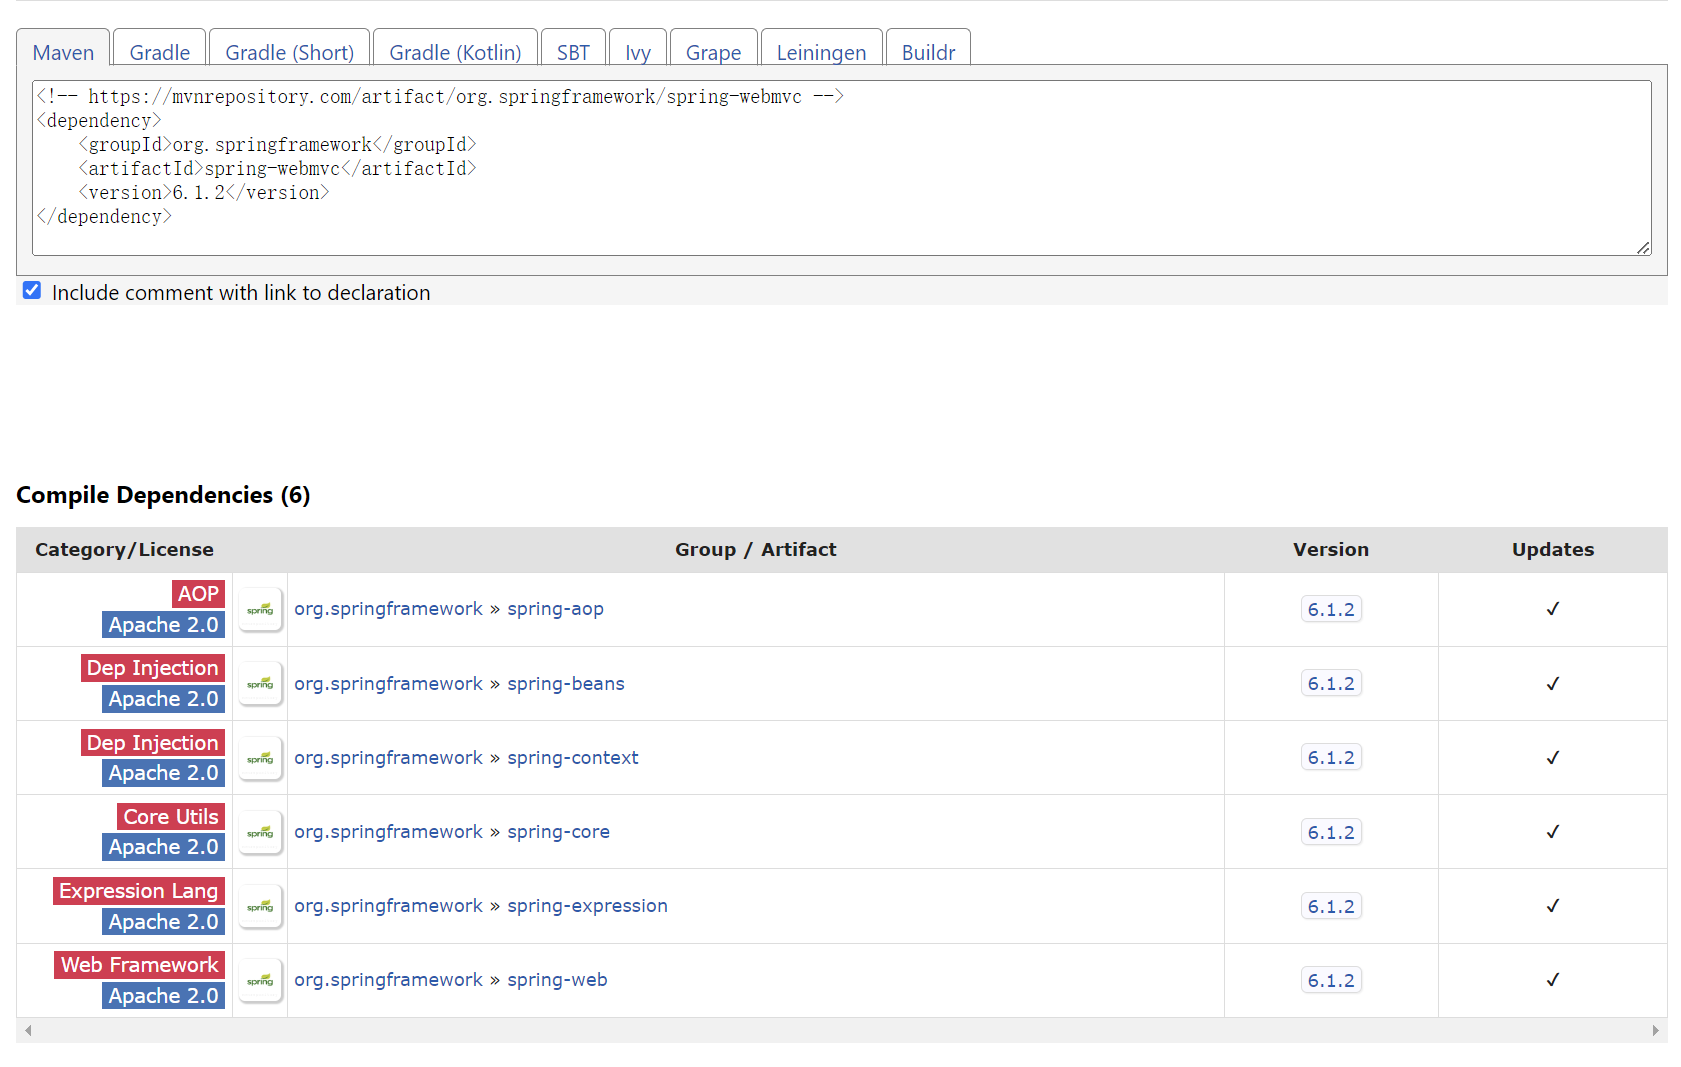 Maven Gradle Gradle (Short) Gradle (Kotlin) SBT Ivy Grape Leiningen Buildr
<!-- https://mvnrepository.com/artifact/org.springframework/spring-webmvc -->
<dependency>
    <groupId>org.springframework</groupId>
    <artifactId>spring-webmvc</artifactId>
    <version>6.1.2</version>
</dependency>
Include comment with link to declaration
Compile Dependencies (6)
Category/License Group / Artifact Version Updates
AOP
Apache 2.0
spring
org.springframework » spring-aop 6.1.2 ✓
Dep Injection
Apache 2.0
spring
org.springframework » spring-beans 6.1.2 ✓
Dep Injection
Apache 2.0
spring
org.springframework » spring-context 6.1.2 ✓
Core Utils
Apache 2.0
spring
org.springframework » spring-core 6.1.2 ✓
Expression Lang
Apache 2.0
spring
org.springframework » spring-expression 6.1.2 ✓
Web Framework
Apache 2.0
spring
org.springframework » spring-web 6.1.2 ✓